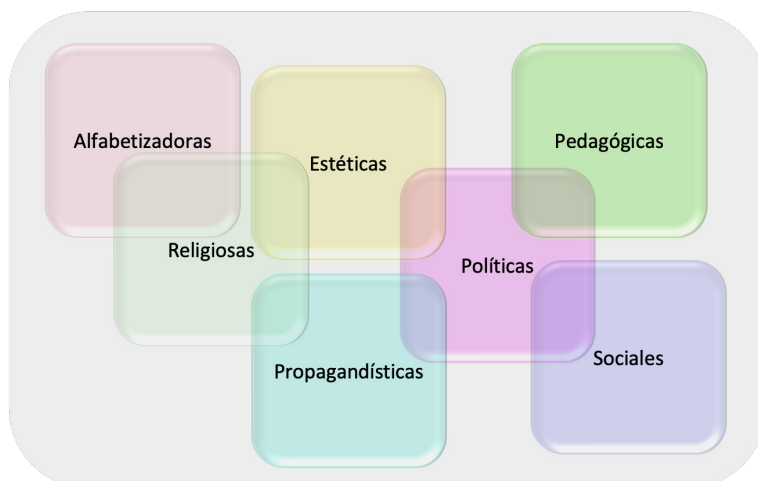 Alfabetizadoras
Estéticas
Pedagógicas
Religiosas
Políticas
Propagandísticas
Sociales